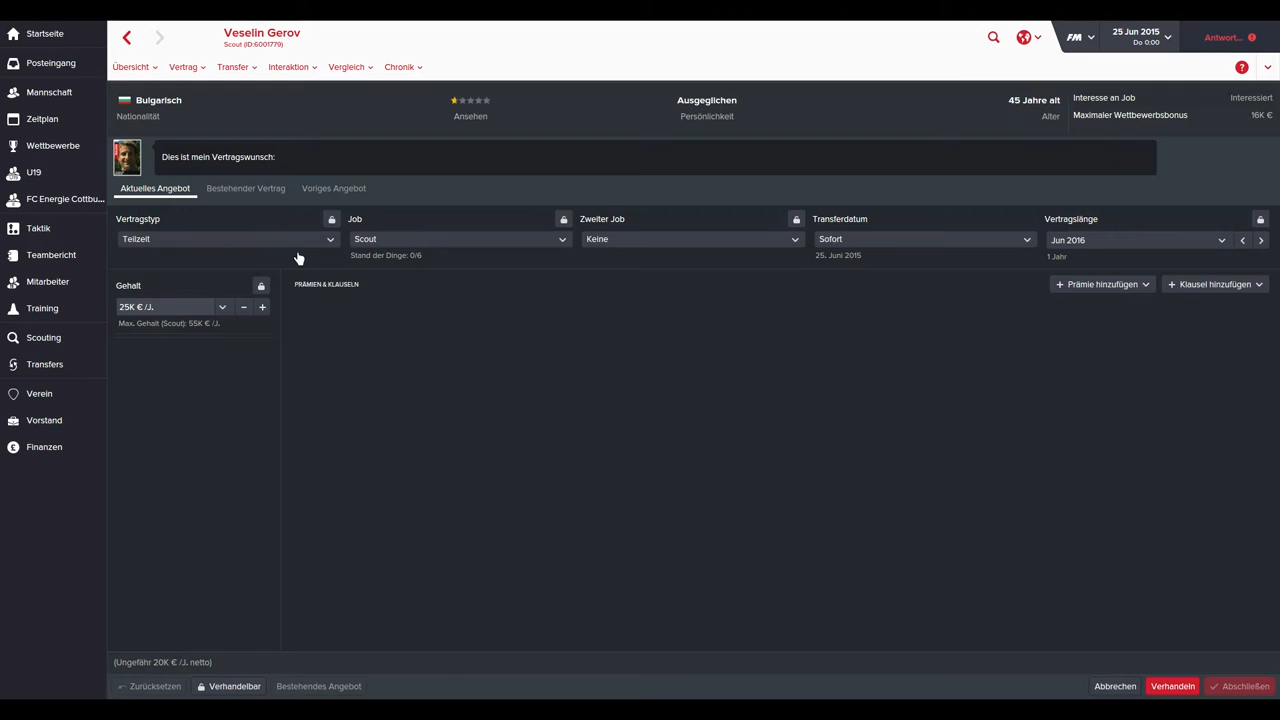 Startseite
Posteingang
Mannschaft
Zeitplan
Wettbewerbe
U19
FC Energie Cottbu...
Taktik
Teambericht
Mitarbeiter
Training
Scouting
Transfers
Verein
Vorstand
Finanzen
Veselin Gerov
Scout (ID:6001779)
FM
25 Jun 2015
Do 0:00
Antwort...
Übersicht
Vertrag
Transfer
Interaktion
Vergleich
Chronik
Bulgarisch
Nationalität
Ansehen
Ausgeglichen
Persönlichkeit
45 Jahre alt
Alter
Interesse an Job Interessiert
Maximaler Wettbewerbsbonus 16K €
Dies ist mein Vertragswunsch:
Aktuelles Angebot Bestehender Vertrag Voriges Angebot
Vertragstyp
Teilzeit
Job
Scout
Stand der Dinge: 0/6
Zweiter Job
Keine
Transferdatum
Sofort
25. Juni 2015
Vertragslänge
Jun 2016
1 Jahr
Gehalt
25K € /J.
Max. Gehalt (Scout): 55K € /J.
PRÄMIEN & KLAUSELN
+ Prämie hinzufügen
+ Klausel hinzufügen
(Ungefähr 20K € /J. netto)
Zurücksetzen
Verhandelbar
Bestehendes Angebot
Abbrechen
Verhandeln
Abschließen